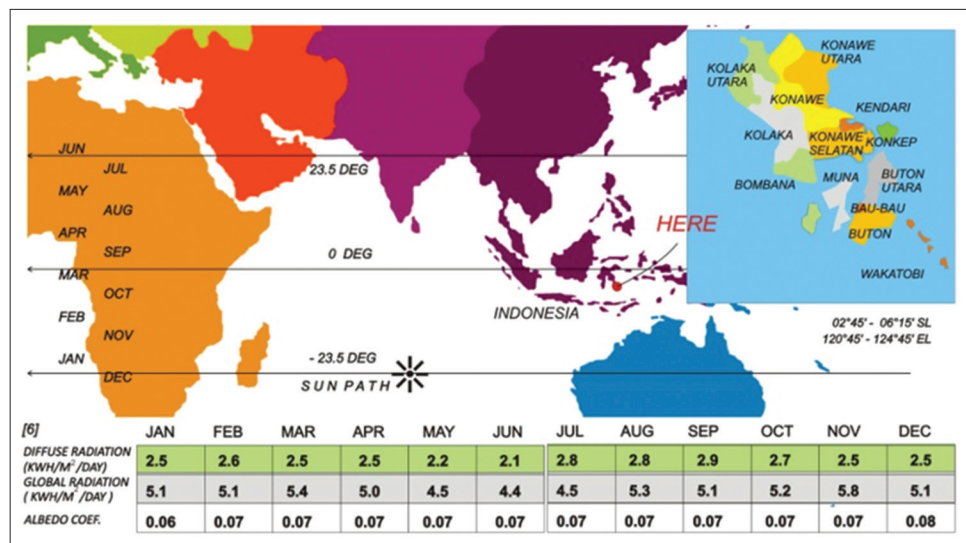 KONAWE
UTARA
KOLAKA
UTARA
KONAWE
KENDARI
KOLAKA
KONAWE
SELATAN
KONKEP
BOMBANA
MUNA
BUTON
UTARA
BAU-BAU
BUTON
WAKATOBI
JUN
JUL
MAY
AUG
APR
SEP
MAR
OCT
FEB
NOV
JAN
DEC
23.5 DEG
0 DEG
- 23.5 DEG
SUN PATH
HERE
INDONESIA
02°45' - 06°15' SL
120°45' - 124°45' EL
[6] JAN FEB MAR APR MAY JUN JUL AUG SEP OCT NOV DEC
DIFFUSE RADIATION
(KWH/M²/DAY) 2.5 2.6 2.5 2.5 2.2 2.1 2.8 2.8 2.9 2.7 2.5 2.5
GLOBAL RADIATION
( KWH/M²/DAY ) 5.1 5.1 5.4 5.0 4.5 4.4 4.5 5.3 5.1 5.2 5.8 5.1
ALBEDO COEF. 0.06 0.07 0.07 0.07 0.07 0.07 0.07 0.07 0.07 0.07 0.07 0.08